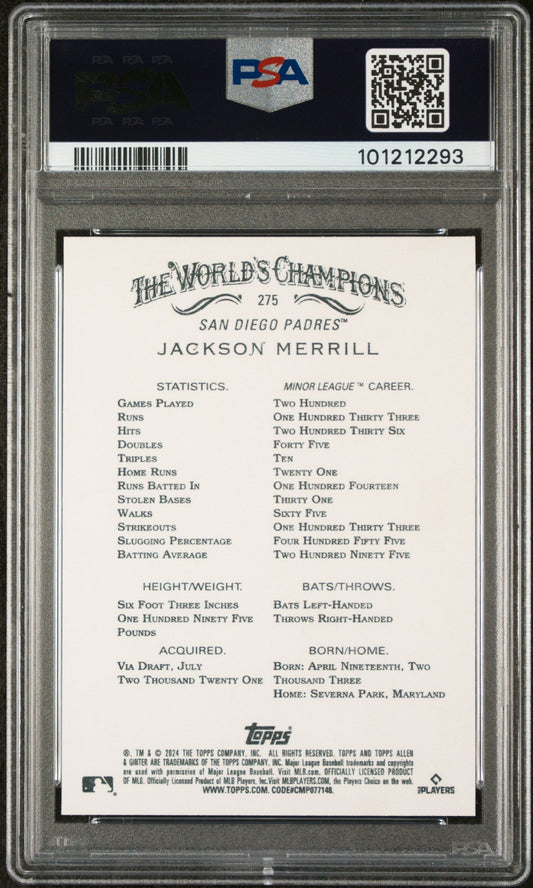 PSA PSA PSA
PSA
PSA PSA PSA
PSA
101212293
THE WORLD'S CHAMPIONS
275
SAN DIEGO PADRES™
JACKSON MERRILL
STATISTICS. MINOR LEAGUE™ CAREER.
GAMES PLAYED TWO HUNDRED
RUNS ONE HUNDRED THIRTY THREE
HITS TWO HUNDRED THIRTY SIX
DOUBLES FORTY FIVE
TRIPLES TEN
HOME RUNS TWENTY ONE
RUNS BATTED IN ONE HUNDRED FOURTEEN
STOLEN BASES THIRTY ONE
WALKS SIXTY FIVE
STRIKEOUTS ONE HUNDRED THIRTY THREE
SLUGGING PERCENTAGE FOUR HUNDRED FIFTY FIVE
BATTING AVERAGE TWO HUNDRED NINETY FIVE
HEIGHT/WEIGHT. BATS/THROWS.
SIX FOOT THREE INCHES BATS LEFT-HANDED
ONE HUNDRED NINETY FIVE THROWS RIGHT-HANDED
POUNDS
ACQUIRED. BORN/HOME.
VIA DRAFT, JULY BORN: APRIL NINETEENTH, TWO
TWO THOUSAND TWENTY ONE THOUSAND THREE
HOME: SEVERNA PARK, MARYLAND
Topps®
®, TM & © 2024 THE TOPPS COMPANY, INC. ALL RIGHTS RESERVED. TOPPS AND TOPPS ALLEN
& GINTER ARE TRADEMARKS OF THE TOPPS COMPANY, INC. Major League Baseball trademarks and copyrights
are used with permission of Major League Baseball. Visit MLB.com. OFFICIALLY LICENSED PRODUCT
OF MLB. Officially Licensed Product of MLB Players, Inc. Visit MLBPLAYERS.COM, the Players Choice on the web.
WWW.TOPPS.COM. CODE#CMP077148.
PLAYERS
PSA